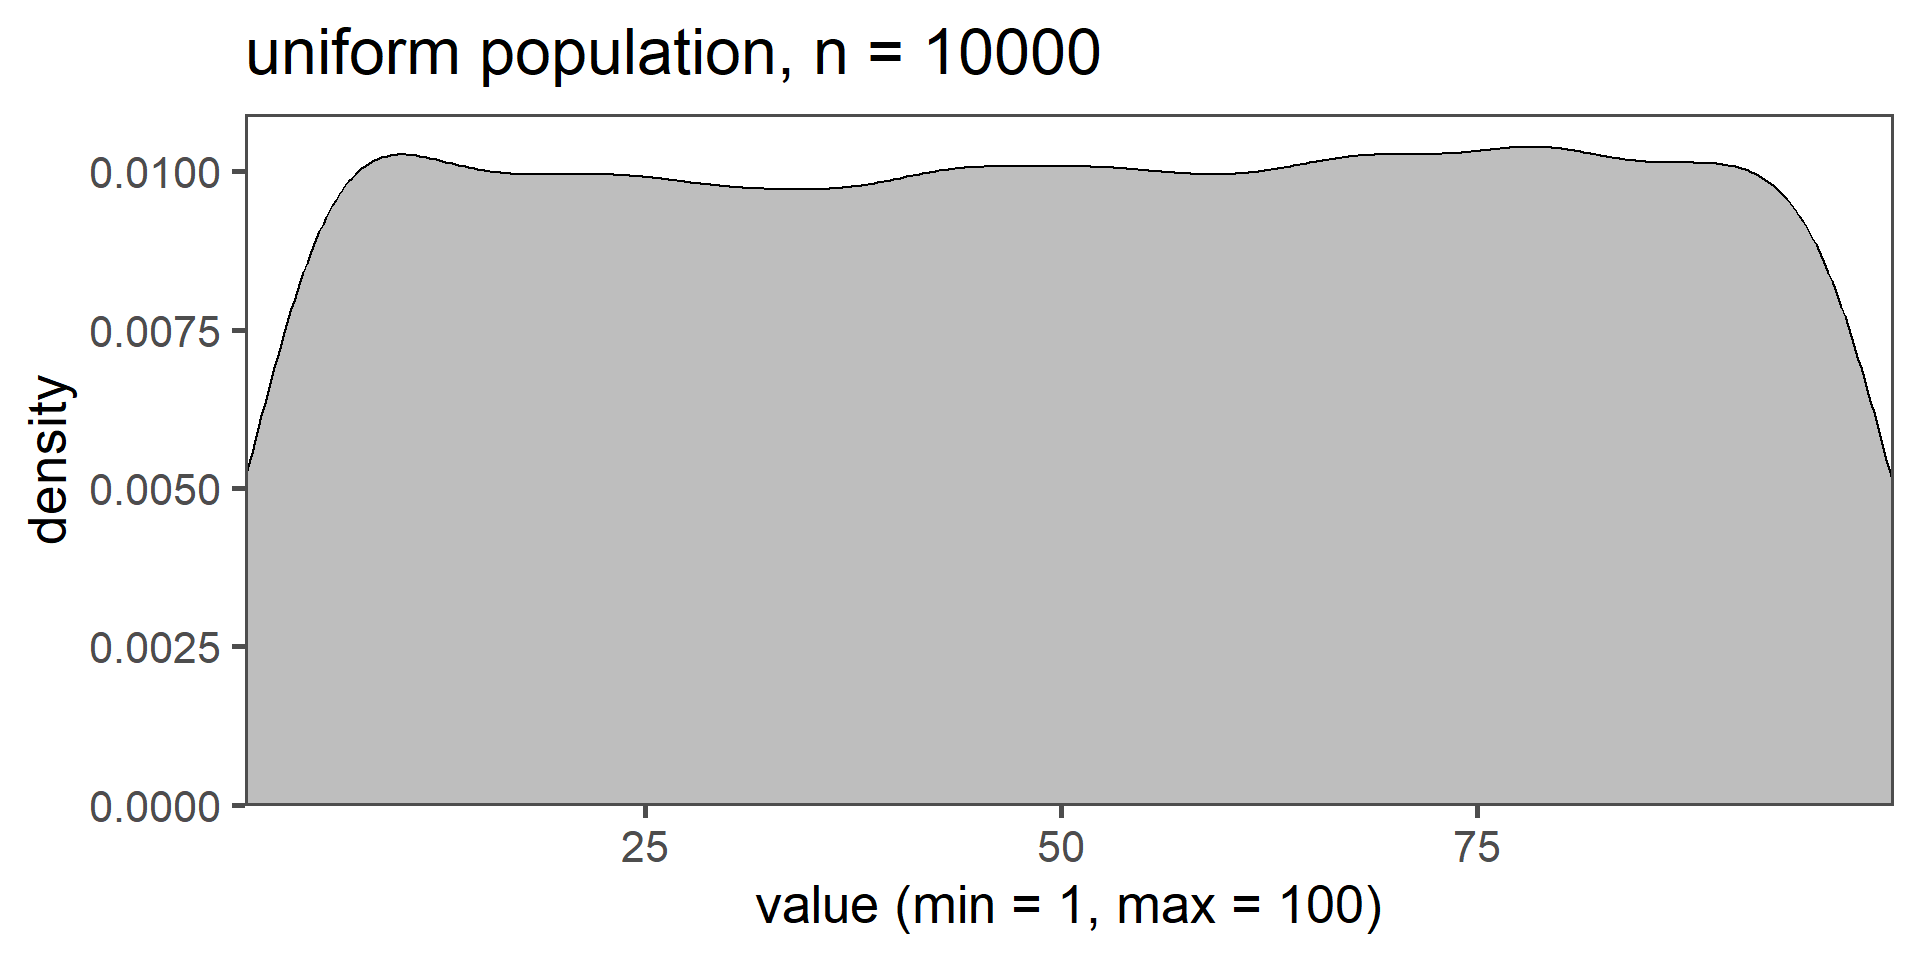 uniform population, n = 10000
0.0100
0.0075
0.0050
0.0025
0.0000
density
25
50
75
value (min = 1, max = 100)